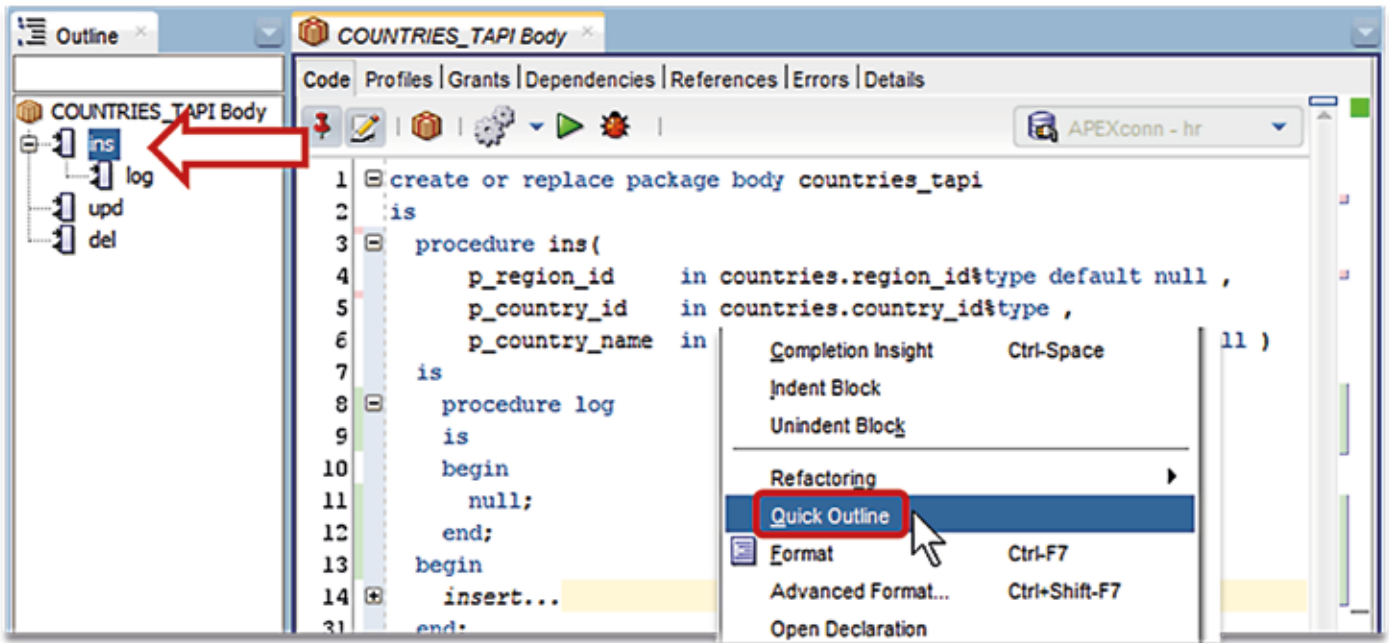 Outline
COUNTRIES_TAPI Body
ins
log
upd
del
COUNTRIES_TAPI Body
Code Profiles Grants Dependencies References Errors Details
APEXconn - hr
1 create or replace package body countries_tapi
2 is
3 procedure ins(
4 p_region_id in countries.region_id%type default null ,
5 p_country_id in countries.country_id%type ,
6 p_country_name in ll )
7 is
8 procedure log
9 is
10 begin
11 null;
12 end;
13 begin
14 insert...
31 end;
Completion Insight Ctrl-Space
Indent Block
Unindent Block
Refactoring
Quick Outline
Format Ctrl-F7
Advanced Format... Ctrl+Shift-F7
Open Declaration